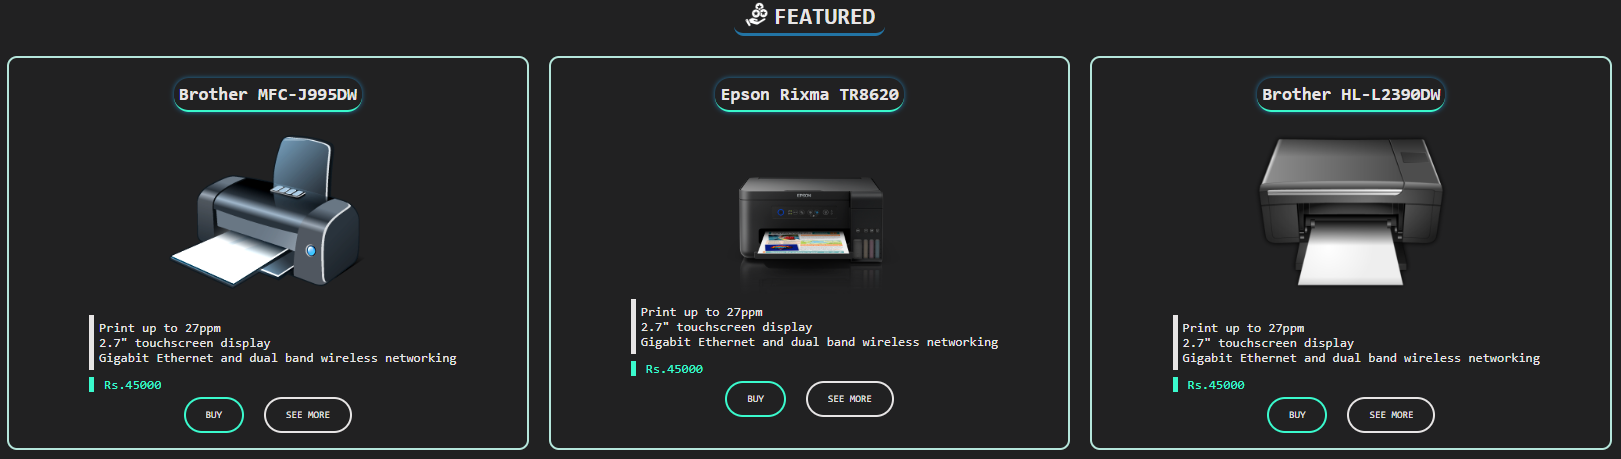 FEATURED
Brother MFC-J995DW
Print up to 27ppm
2.7" touchscreen display
Gigabit Ethernet and dual band wireless networking
Rs.45000
BUY
SEE MORE
Epson Rixma TR8620
EPSON
Print up to 27ppm
2.7" touchscreen display
Gigabit Ethernet and dual band wireless networking
Rs.45000
BUY
SEE MORE
Brother HL-L2390DW
Print up to 27ppm
2.7" touchscreen display
Gigabit Ethernet and dual band wireless networking
Rs.45000
BUY
SEE MORE